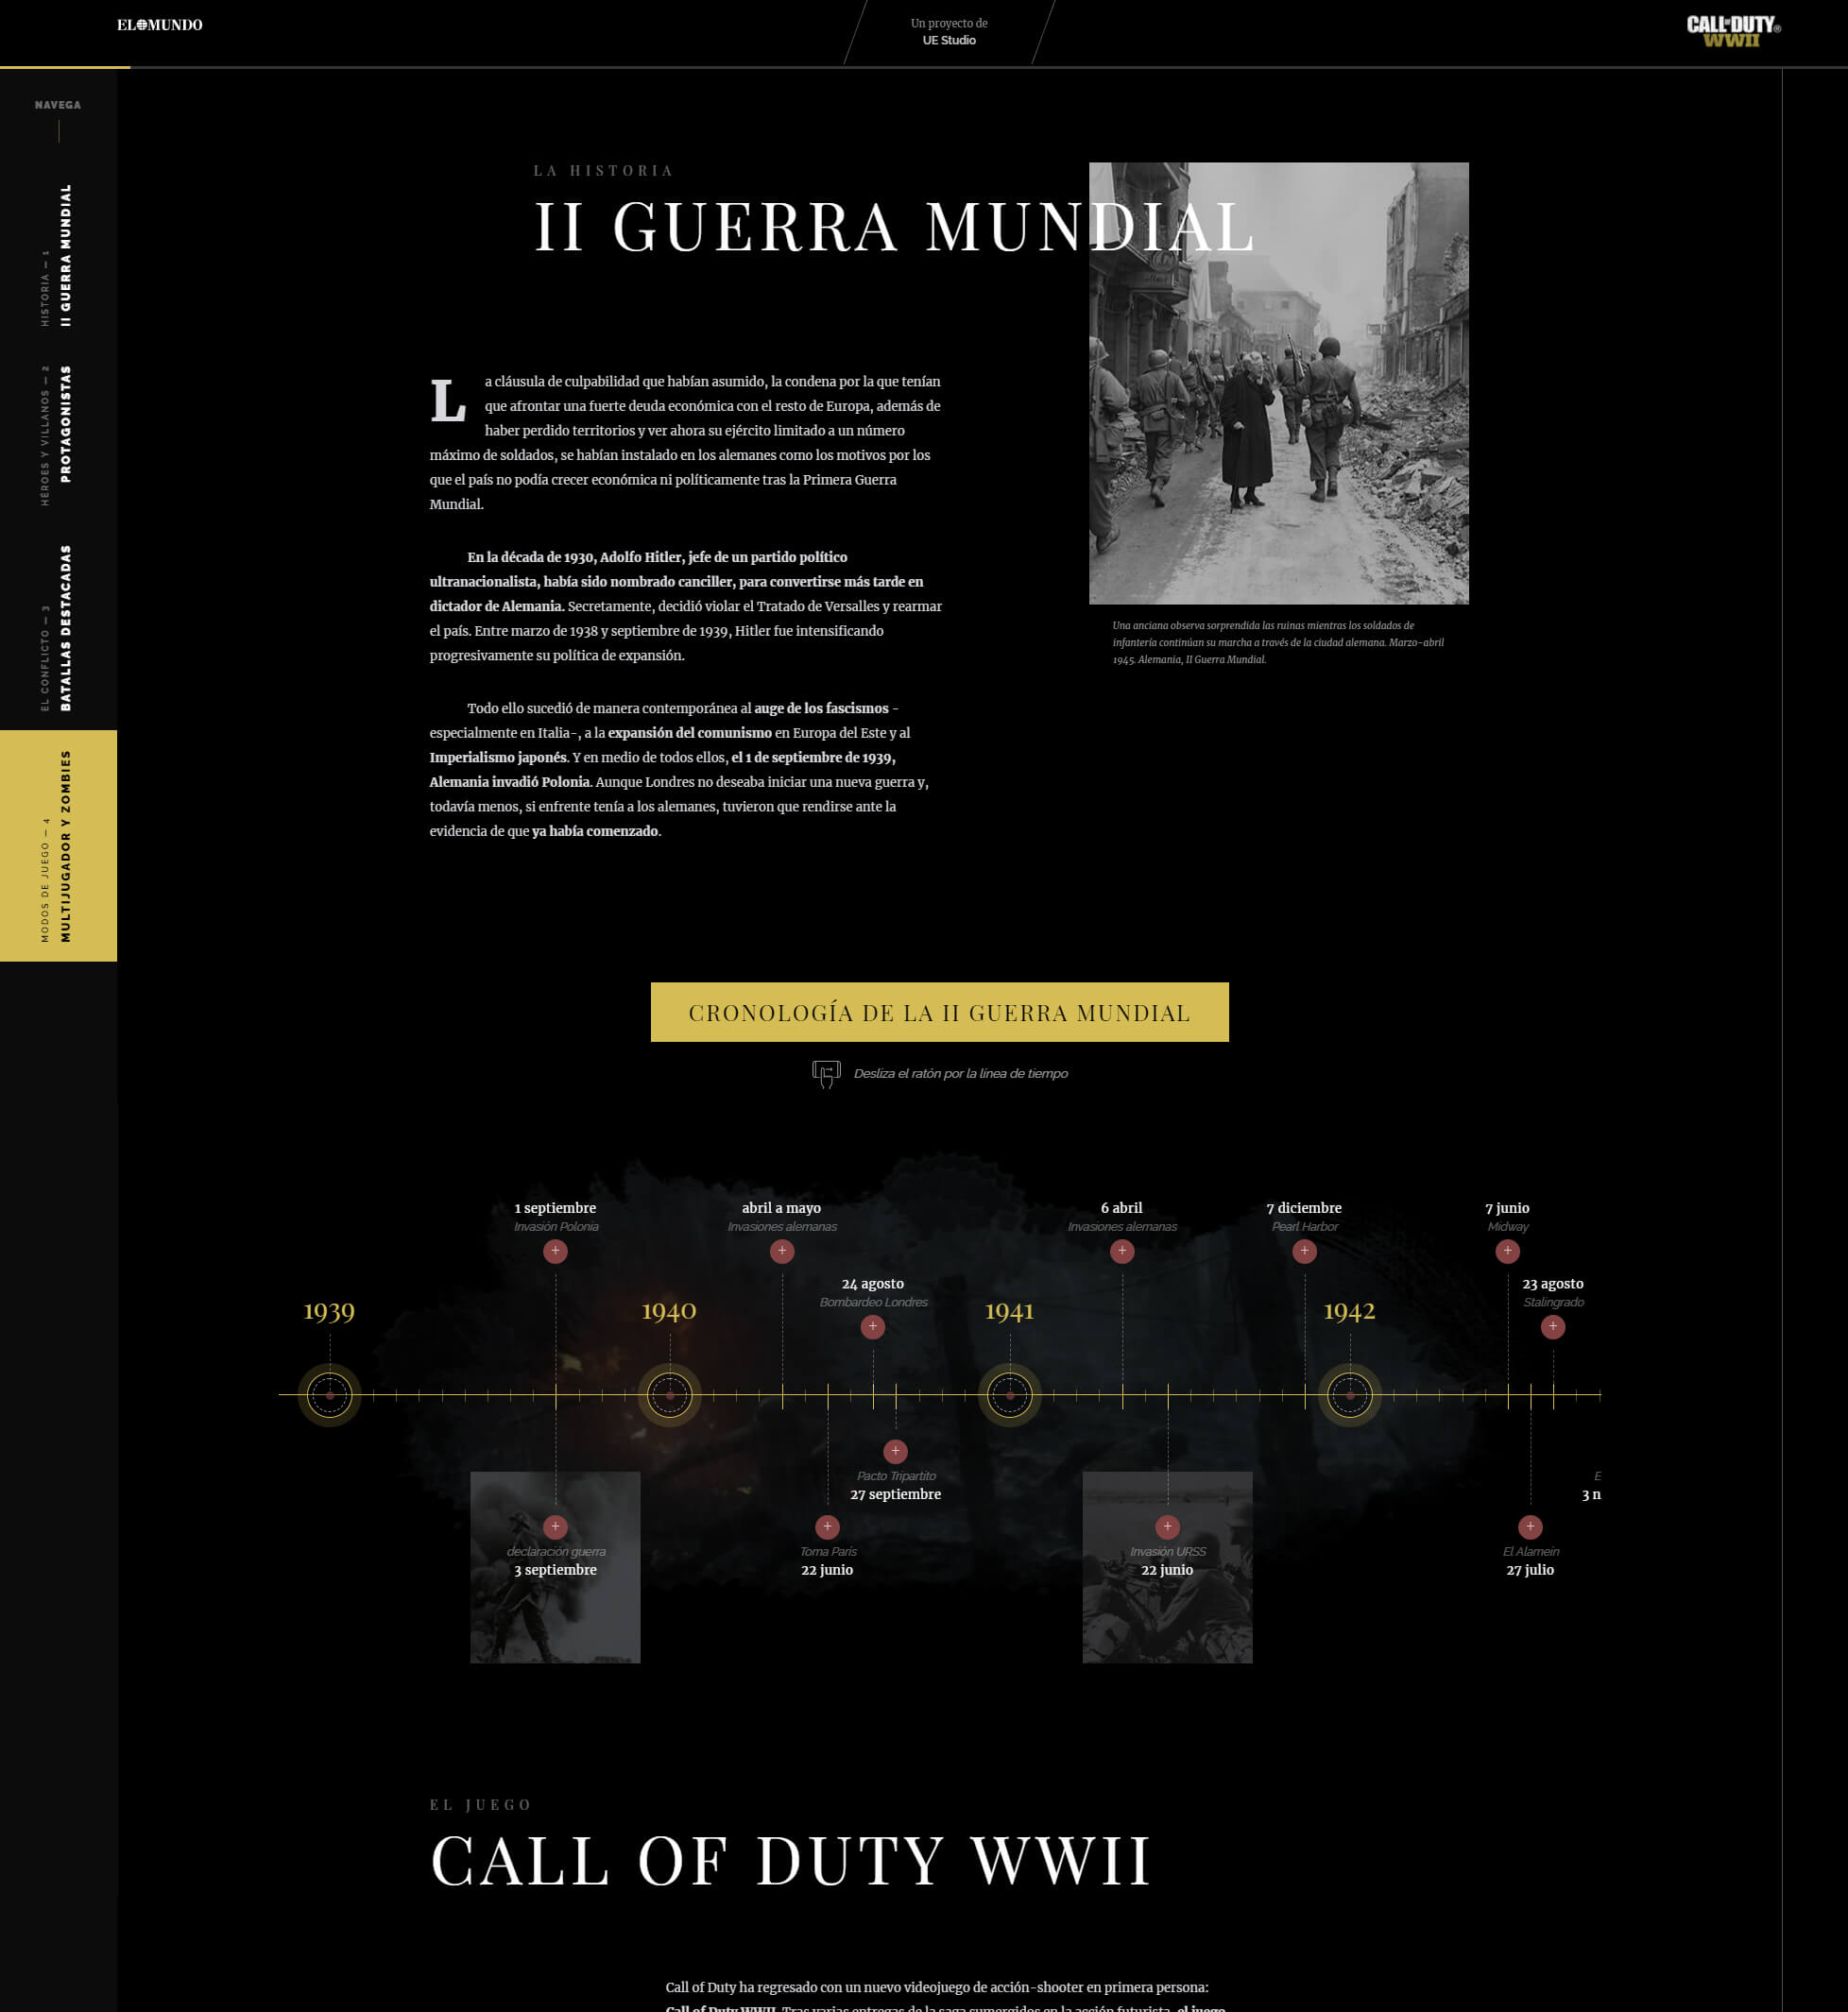 EL MUNDO
Un proyecto de
UE Studio
CALL OF DUTY®
WWII
NAVEGA
HISTORIA — 1
II GUERRA MUNDIAL
HÉROES Y VILLANOS — 2
PROTAGONISTAS
EL CONFLICTO — 3
BATALLAS DESTACADAS
MODOS DE JUEGO — 4
MULTIJUGADOR Y ZOMBIES
LA HISTORIA
II GUERRA MUNDIAL
La cláusula de culpabilidad que habían asumido, la condena por la que tenían
que afrontar una fuerte deuda económica con el resto de Europa, además de
haber perdido territorios y ver ahora su ejército limitado a un número
máximo de soldados, se habían instalado en los alemanes como los motivos por los
que el país no podía crecer económica ni políticamente tras la Primera Guerra
Mundial.
En la década de 1930, Adolfo Hitler, jefe de un partido político
ultranacionalista, había sido nombrado canciller, para convertirse más tarde en
dictador de Alemania. Secretamente, decidió violar el Tratado de Versalles y rearmar
el país. Entre marzo de 1938 y septiembre de 1939, Hitler fue intensificando
progresivamente su política de expansión.
Todo ello sucedió de manera contemporánea al auge de los fascismos -
especialmente en Italia-, a la expansión del comunismo en Europa del Este y al
Imperialismo japonés. Y en medio de todos ellos, el 1 de septiembre de 1939,
Alemania invadió Polonia. Aunque Londres no deseaba iniciar una nueva guerra y,
todavía menos, si enfrente tenía a los alemanes, tuvieron que rendirse ante la
evidencia de que ya había comenzado.
Una anciana observa sorprendida las ruinas mientras los soldados de
infantería continúan su marcha a través de la ciudad alemana. Marzo-abril
1945. Alemania, II Guerra Mundial.
CRONOLOGÍA DE LA II GUERRA MUNDIAL
Desliza el ratón por la línea de tiempo
1939
1 septiembre
Invasión Polonia
+
+
declaración guerra
3 septiembre
1940
abril a mayo
Invasiones alemanas
+
+
Toma París
22 junio
24 agosto
Bombardeo Londres
+
+
Pacto Tripartito
27 septiembre
1941
6 abril
Invasiones alemanas
+
+
Invasión URSS
22 junio
7 diciembre
Pearl Harbor
+
1942
7 junio
Midway
+
+
El Alamein
27 julio
23 agosto
Stalingrado
+
E
3 n
EL JUEGO
CALL OF DUTY WWII
Call of Duty ha regresado con un nuevo videojuego de acción-shooter en primera persona:
Call of Duty WWII. Tras varias entregas de la saga sumergidos en la acción futurista, el juego